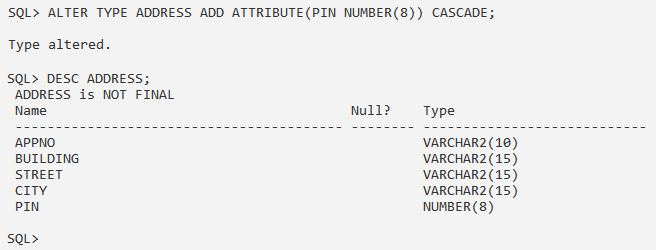 SQL> ALTER TYPE ADDRESS ADD ATTRIBUTE(PIN NUMBER(8)) CASCADE;
Type altered.
SQL> DESC ADDRESS;
ADDRESS is NOT FINAL
Name                                      Null?    Type
----------------------------------------- -------- ----------------------------
APPNO                                              VARCHAR2(10)
BUILDING                                           VARCHAR2(15)
STREET                                             VARCHAR2(15)
CITY                                               VARCHAR2(15)
PIN                                                NUMBER(8)
SQL>